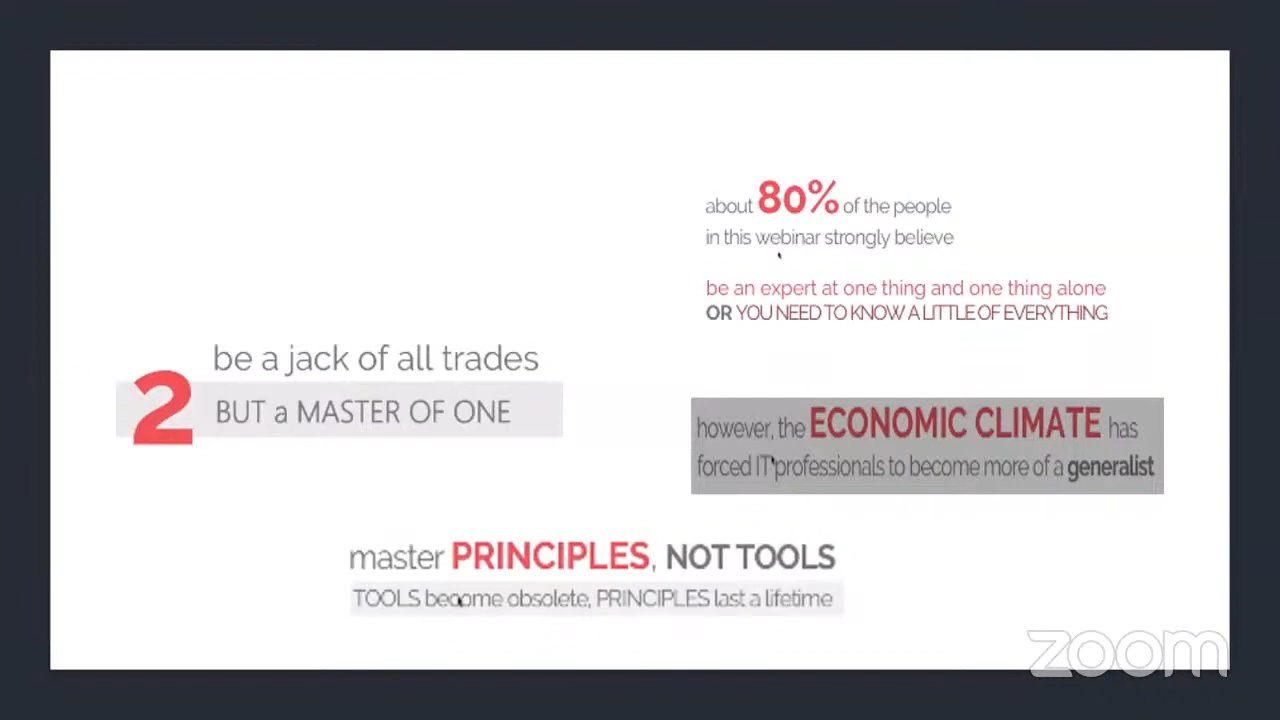 about 80% of the people
in this webinar strongly believe
be an expert at one thing and one thing alone
OR YOU NEED TO KNOW A LITTLE OF EVERYTHING
2
be a jack of all trades
BUT a MASTER OF ONE
however, the ECONOMIC CLIMATE has
forced IT professionals to become more of a generalist
master PRINCIPLES, NOT TOOLS
TOOLS become obsolete, PRINCIPLES last a lifetime
zoom